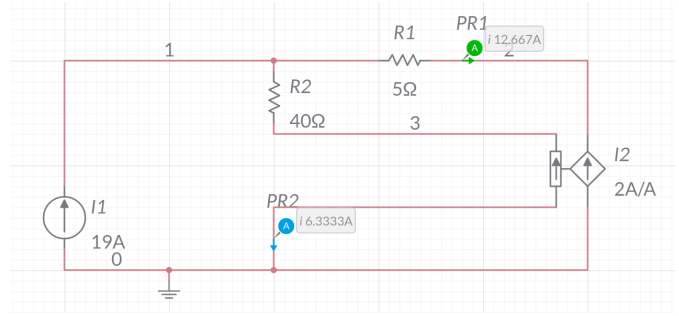 PR1
i 12.667A
R1
1
2
R2
5Ω
40Ω
3
I2
2A/A
PR2
I1
i 6.3333A
19A
0
A
A